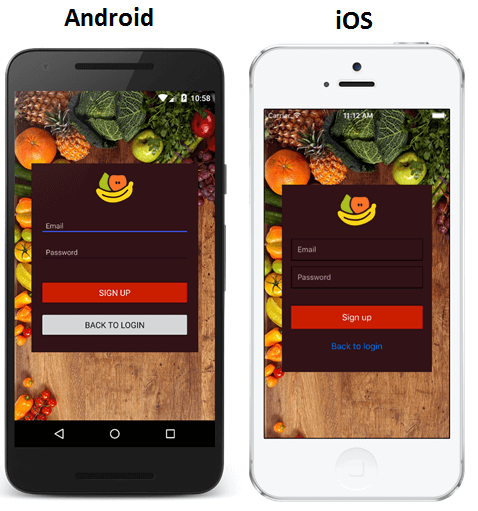 Android
iOS
10:58
Email
Password
SIGN UP
BACK TO LOGIN
Carrier
11:12 AM
Email
Password
Sign up
Back to login